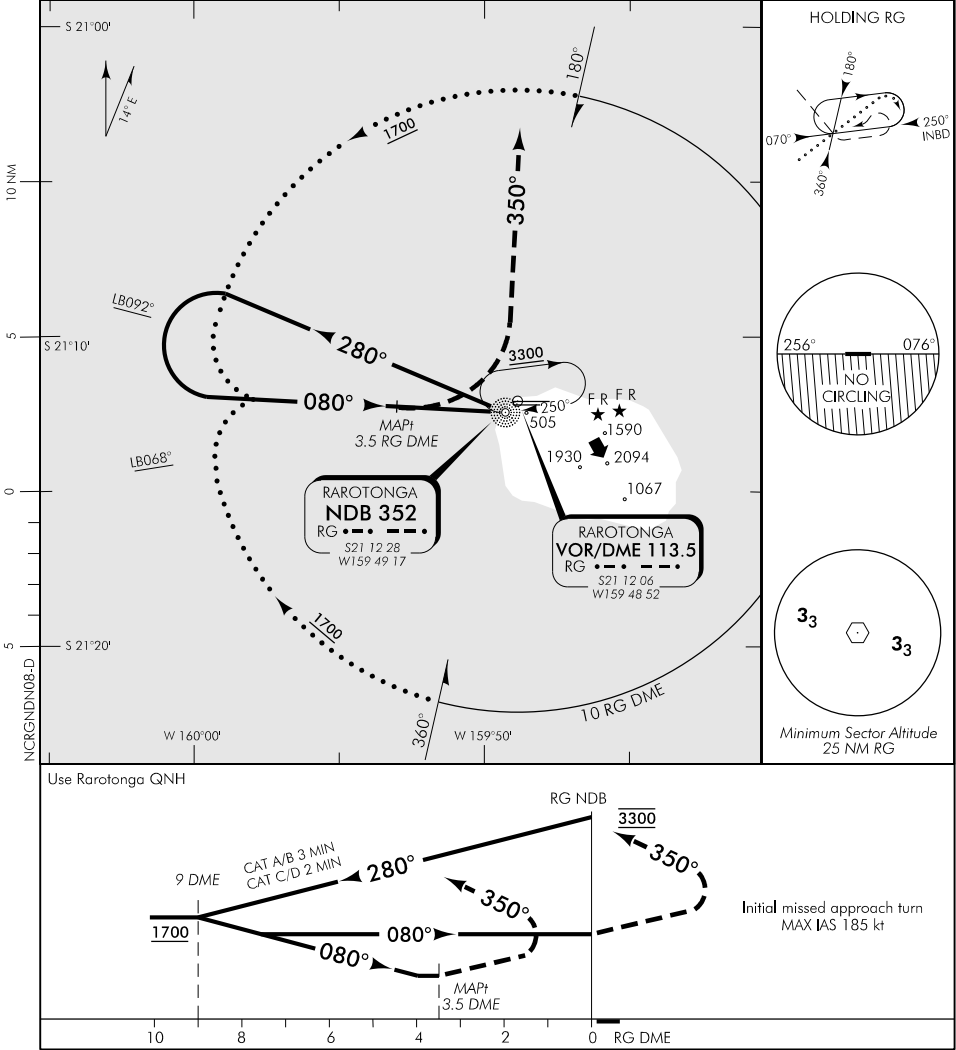 S 21°00'
14° E
180°
1700
10 NM
350°
LB092°
5
S 21°10'
280°
3300
080°
250°
MAPt
3.5 RG DME
505
F R F R
1590
1930
2094
1067
LB068°
0
RAROTONGA
NDB 352
RG
S21 12 28
W159 49 17
RAROTONGA
VOR/DME 113.5
RG
S21 12 06
W159 48 52
1700
5
S 21°20'
10 RG DME
360°
W 160°00'
W 159°50'
NCRGNDN08-D
HOLDING RG
180°
070°
250°
INBD
360°
256°
076°
NO
CIRCLING
3 3
3 3
Minimum Sector Altitude
25 NM RG
Use Rarotonga QNH
RG NDB
3300
CAT A/B 3 MIN
CAT C/D 2 MIN
280°
350°
9 DME
350°
1700
080°
080°
Initial missed approach turn
MAX IAS 185 kt
MAPt
3.5 DME
10 8 6 4 2 0 RG DME